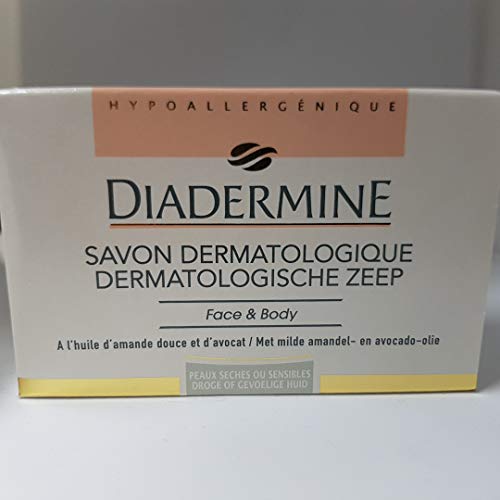 HYPOALLERGÉNIQUE
DIADERMINE
SAVON DERMATOLOGIQUE
DERMATOLOGISCHE ZEEP
Face & Body
A l'huile d'amande douce et d'avocat / Met milde amandel- en avocado-olie
PEAUX SECHES OU SENSIBLES
DROGE OF GEVOELIGE HUID